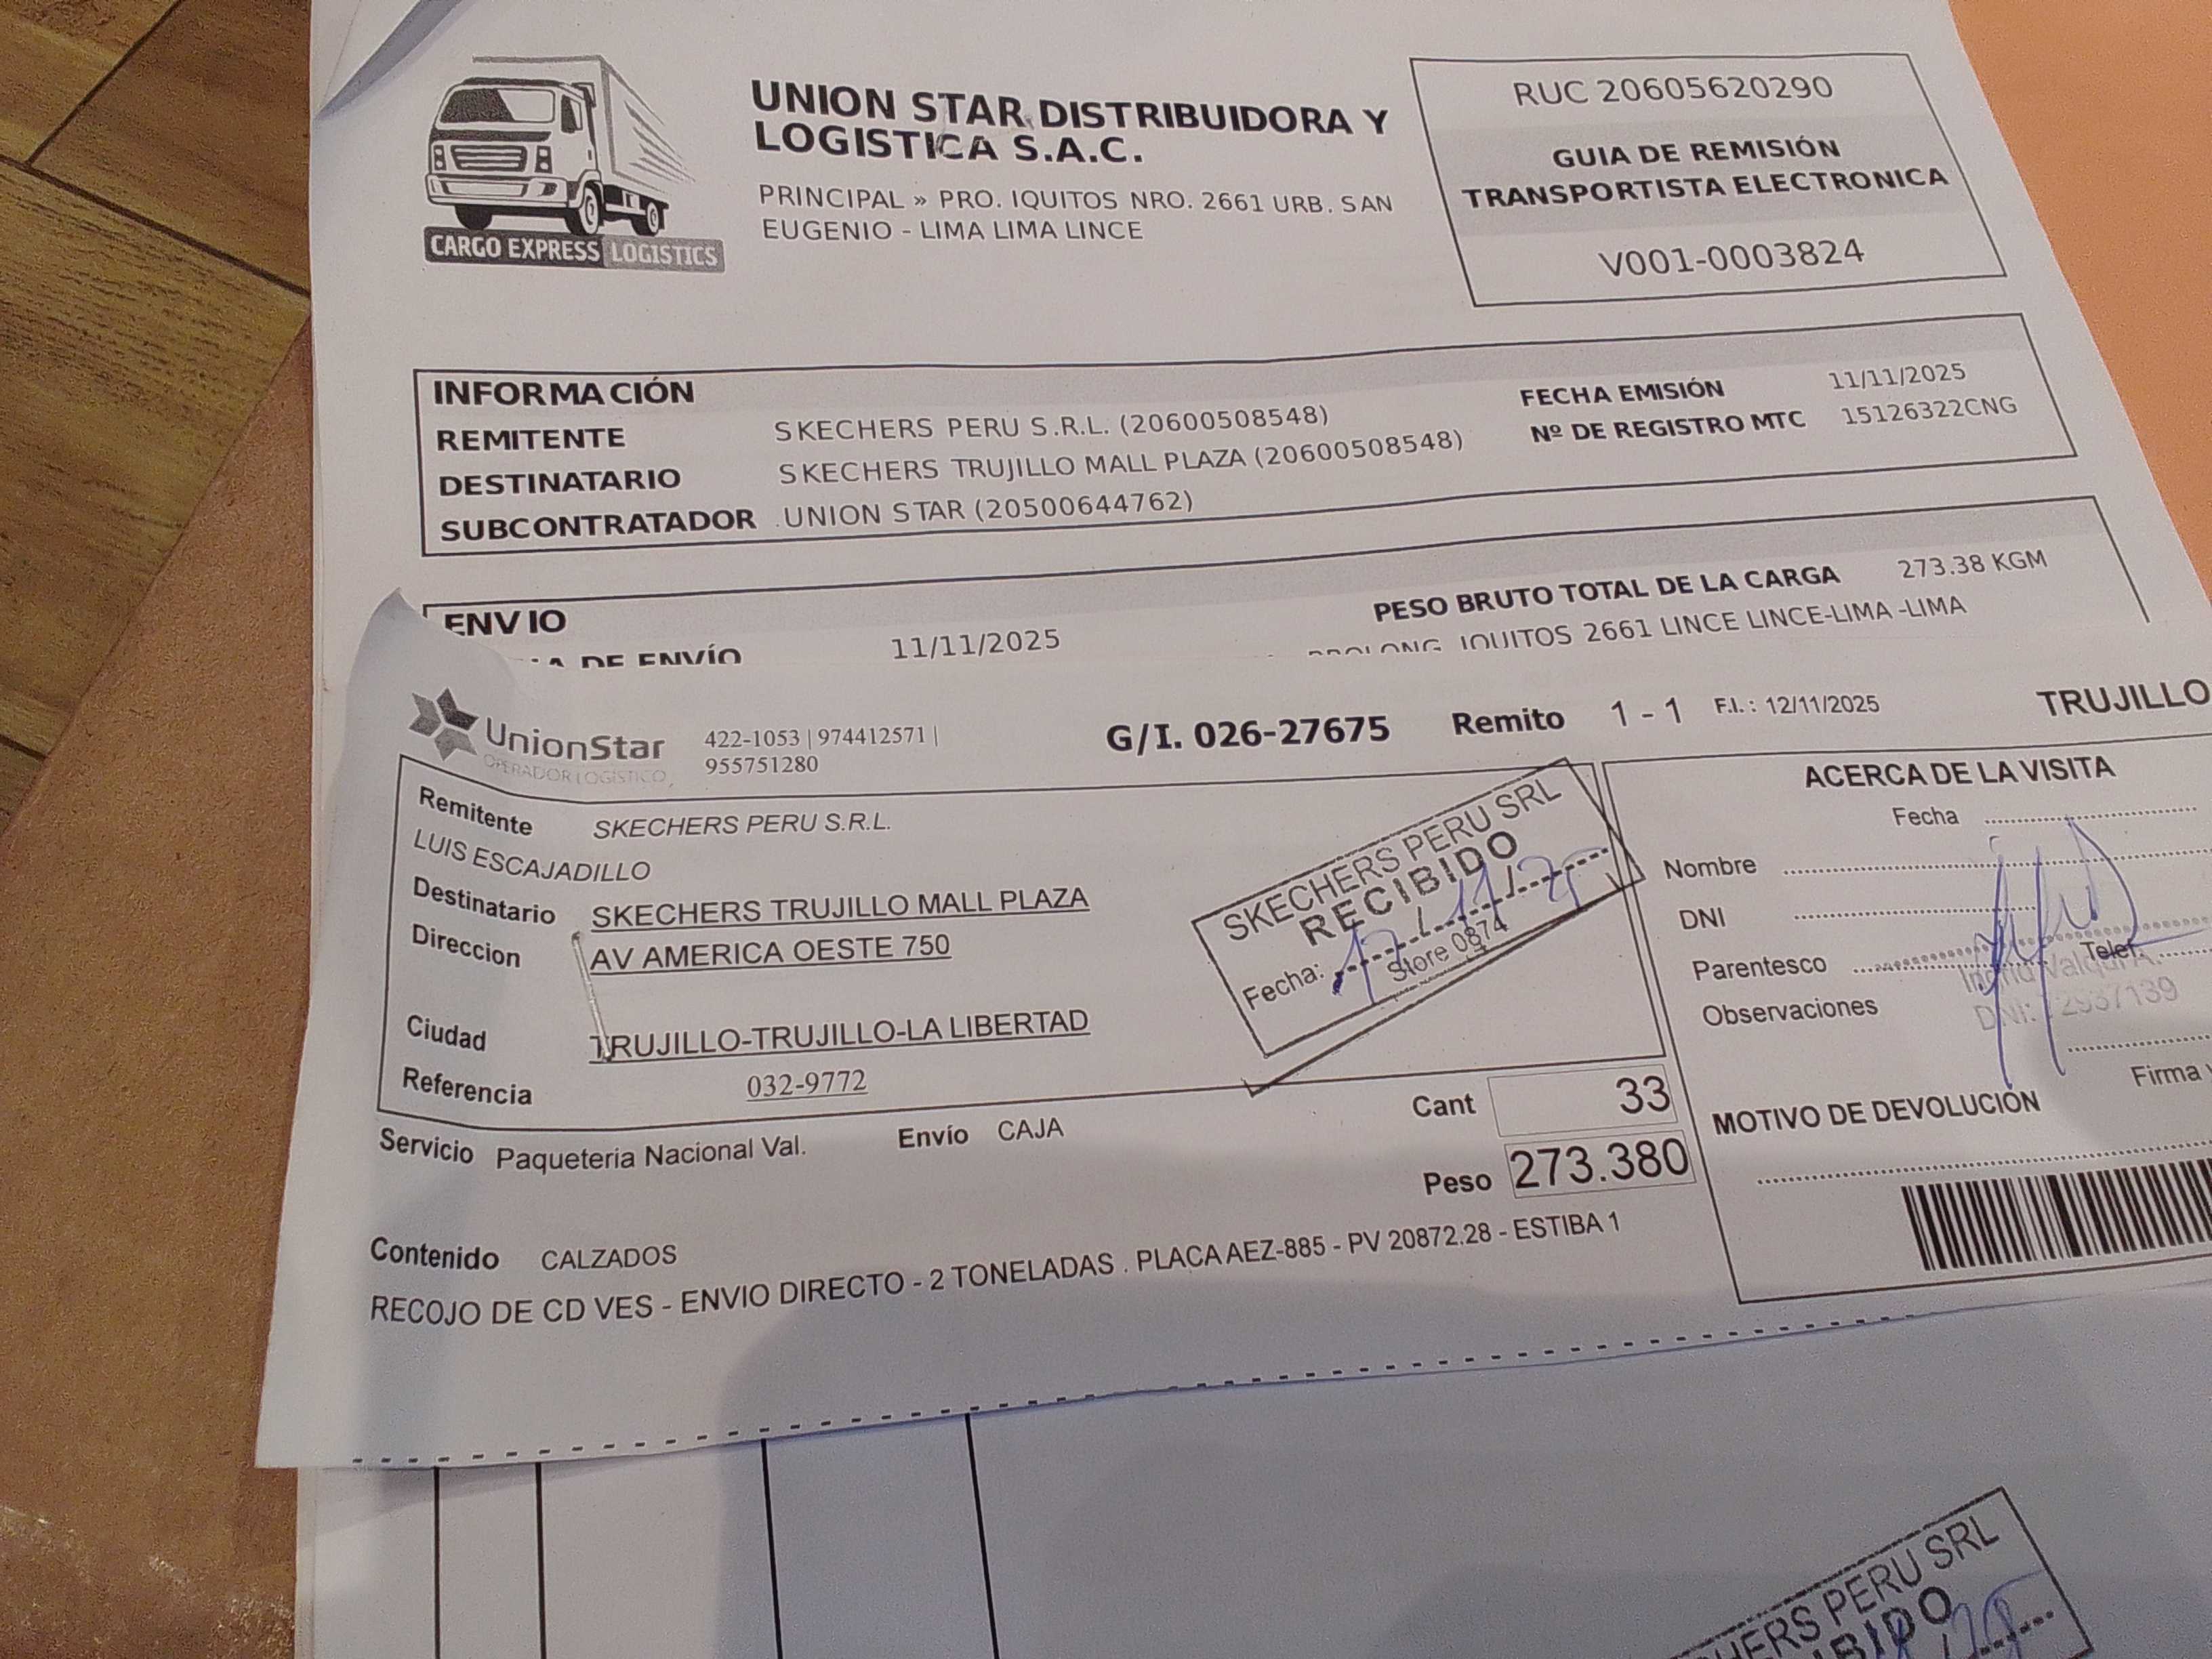 UNION STAR DISTRIBUIDORA Y
LOGISTICA S.A.C.
PRINCIPAL » PRO. IQUITOS NRO. 2661 URB. SAN
EUGENIO - LIMA LIMA LINCE
CARGO EXPRESS LOGISTICS
RUC 20605620290
GUIA DE REMISIÓN
TRANSPORTISTA ELECTRONICA
V001-0003824
INFORMACIÓN
REMITENTE SKECHERS PERU S.R.L. (20600508548)
DESTINATARIO SKECHERS TRUJILLO MALL PLAZA (20600508548)
SUBCONTRATADOR UNION STAR (20500644762)
FECHA EMISIÓN 11/11/2025
Nº DE REGISTRO MTC 15126322CNG
ENVIO
DE ENVÍO 11/11/2025
PESO BRUTO TOTAL DE LA CARGA 273.38 KGM
PROLONG. IQUITOS 2661 LINCE LINCE-LIMA -LIMA
UnionStar
OPERADOR LOGÍSTICO
422-1053 | 974412571 |
955751280
G/I. 026-27675 Remito 1 - 1 F.I.: 12/11/2025 TRUJILLO
Remitente SKECHERS PERU S.R.L.
LUIS ESCAJADILLO
Destinatario SKECHERS TRUJILLO MALL PLAZA
Direccion AV AMERICA OESTE 750
Ciudad TRUJILLO-TRUJILLO-LA LIBERTAD
Referencia 032-9772
SKECHERS PERU SRL
RECIBIDO
Fecha:
Store 0874
ACERCA DE LA VISITA
Fecha
Nombre
DNI
Parentesco Telef.
Observaciones
DNI:
Firma
MOTIVO DE DEVOLUCIÓN
Servicio Paqueteria Nacional Val. Envío CAJA
Cant 33
Peso 273.380
Contenido CALZADOS
RECOJO DE CD VES - ENVIO DIRECTO - 2 TONELADAS . PLACA AEZ-885 - PV 20872.28 - ESTIBA 1
PERU SRL